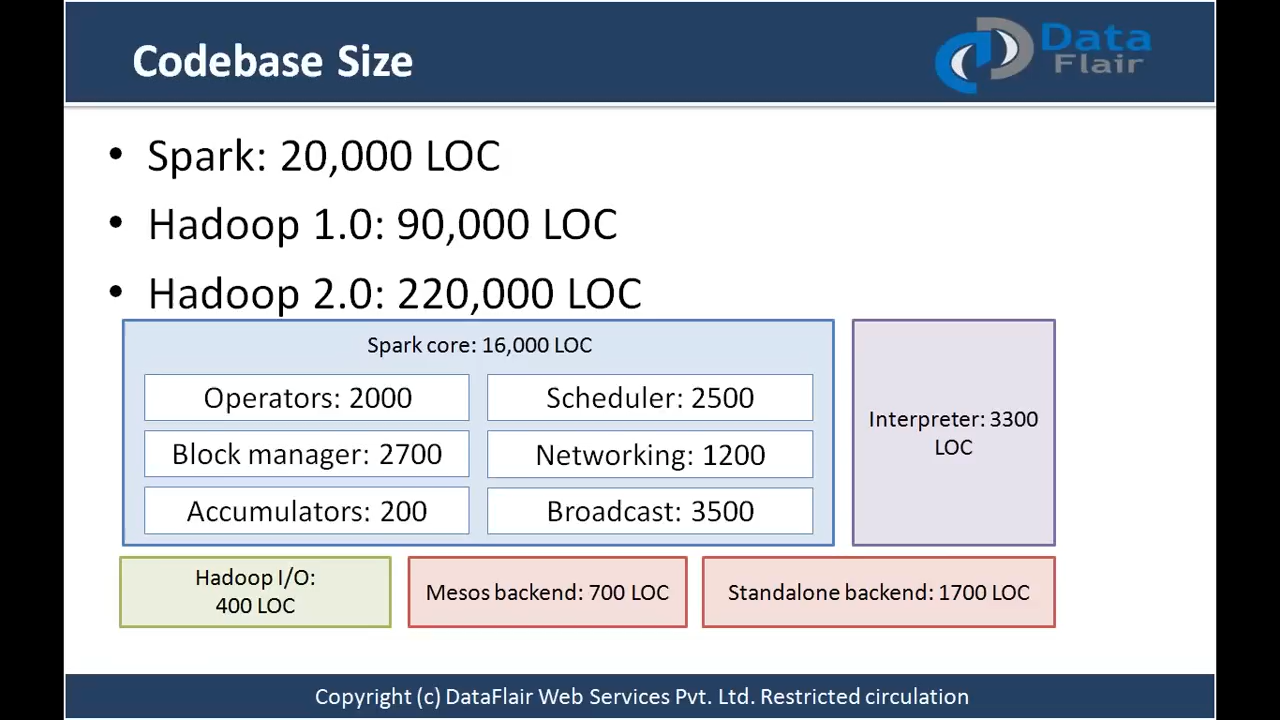 Codebase Size
Data
Flair
• Spark: 20,000 LOC
• Hadoop 1.0: 90,000 LOC
• Hadoop 2.0: 220,000 LOC
Spark core: 16,000 LOC
Operators: 2000
Scheduler: 2500
Block manager: 2700
Networking: 1200
Accumulators: 200
Broadcast: 3500
Interpreter: 3300
LOC
Hadoop I/O:
400 LOC
Mesos backend: 700 LOC
Standalone backend: 1700 LOC
Copyright (c) DataFlair Web Services Pvt. Ltd. Restricted circulation